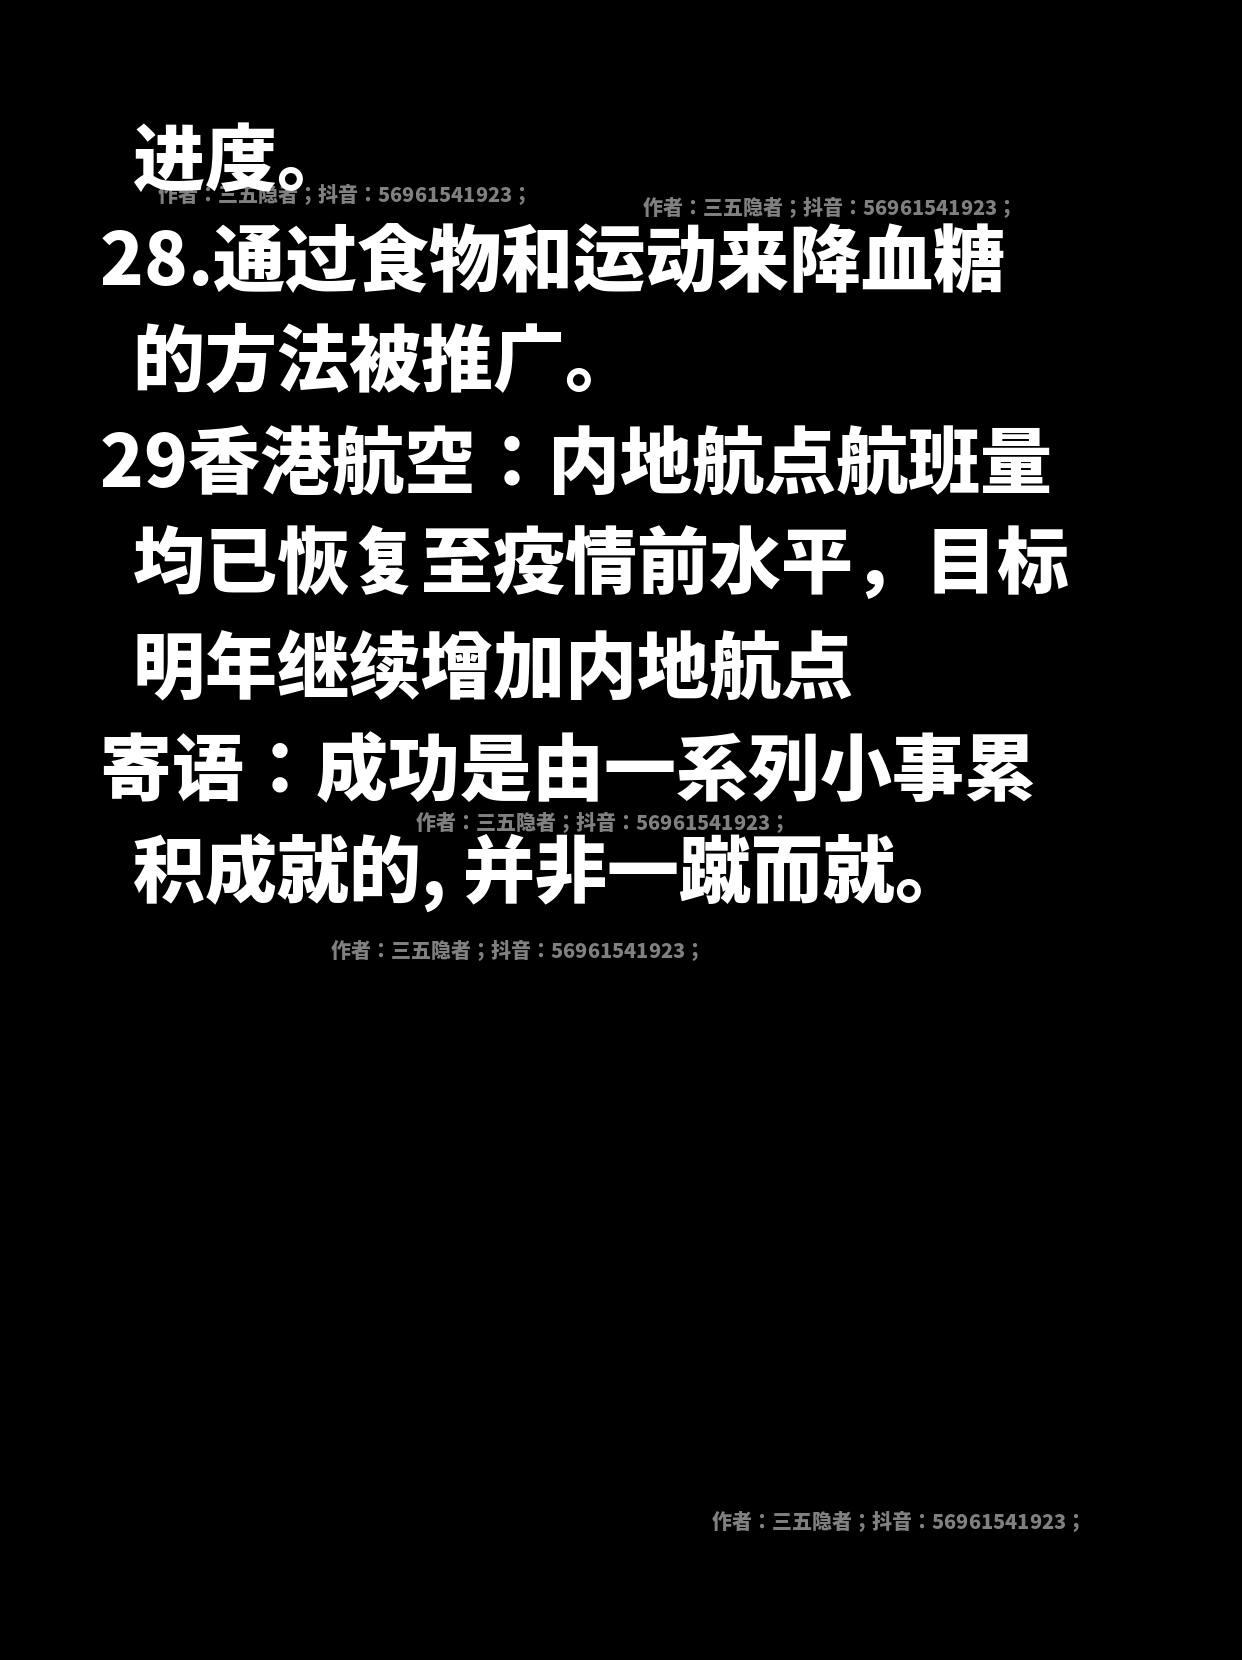 进度。
作者：三五隐者；抖音：56961541923；
作者：三五隐者；抖音：56961541923；
28.通过食物和运动来降血糖
的方法被推广。
29香港航空：内地航点航班量
均已恢复至疫情前水平，目标
明年继续增加内地航点
寄语：成功是由一系列小事累
作者：三五隐者；抖音：56961541923；
积成就的，并非一蹴而就。
作者：三五隐者；抖音：56961541923；
作者：三五隐者；抖音：56961541923；